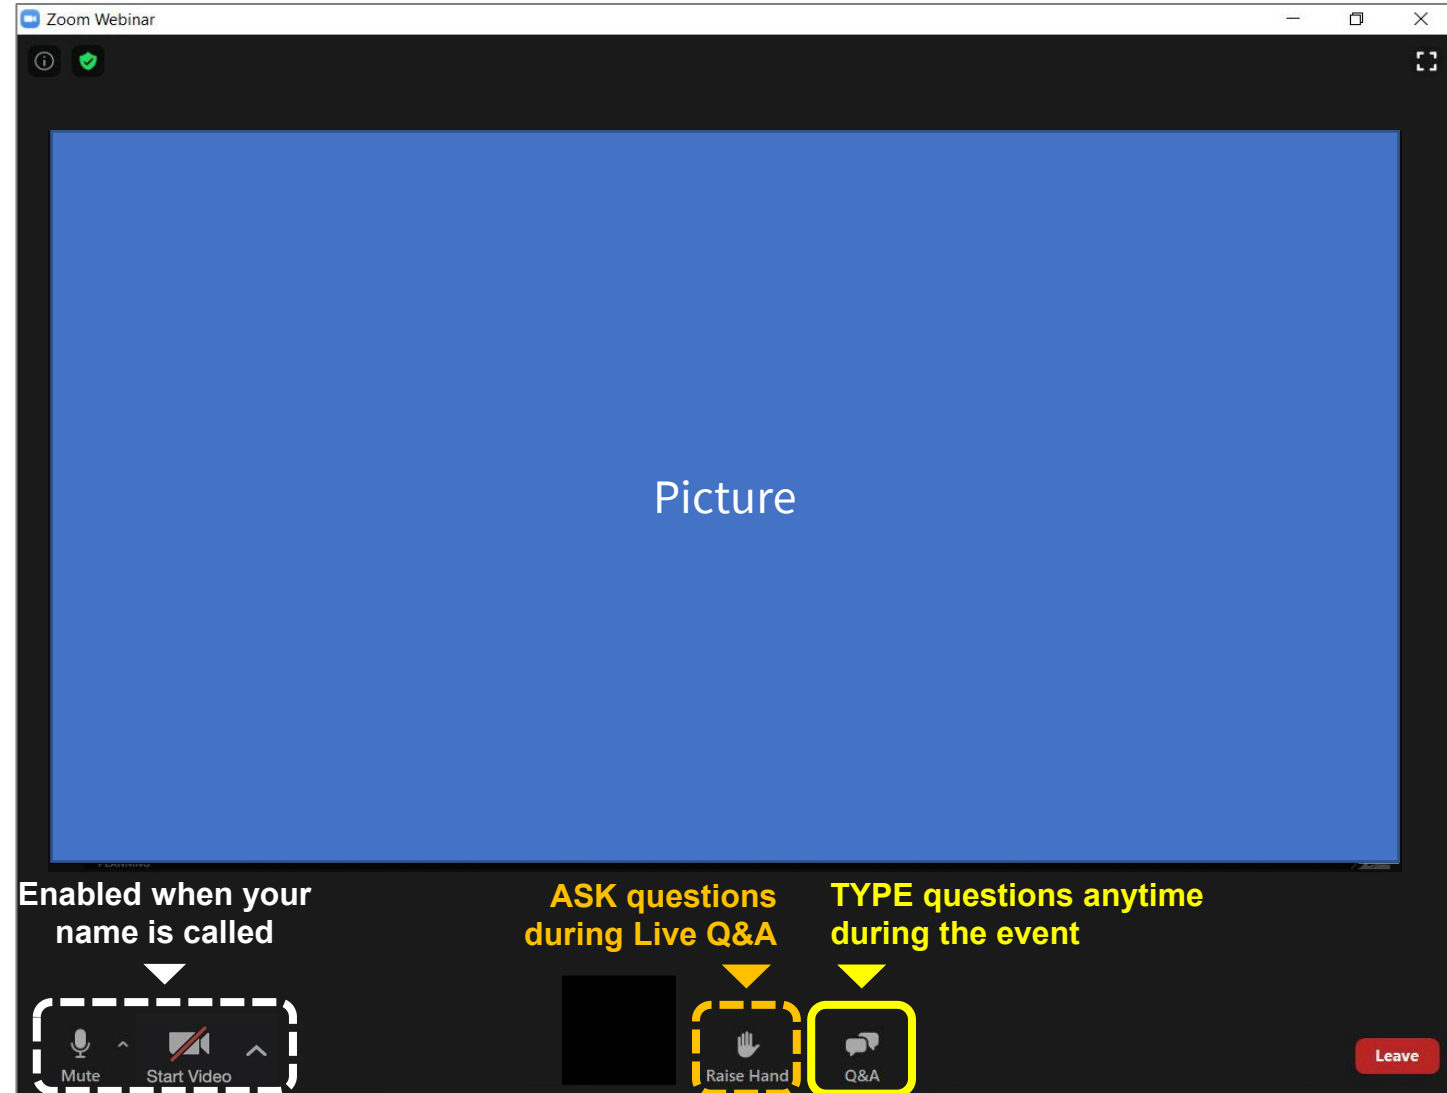 Zoom Webinar
Picture
PLANNING
Enabled when your
name is called
ASK questions
during Live Q&A
TYPE questions anytime
during the event
Mute
Start Video
Raise Hand
Q&A
Leave